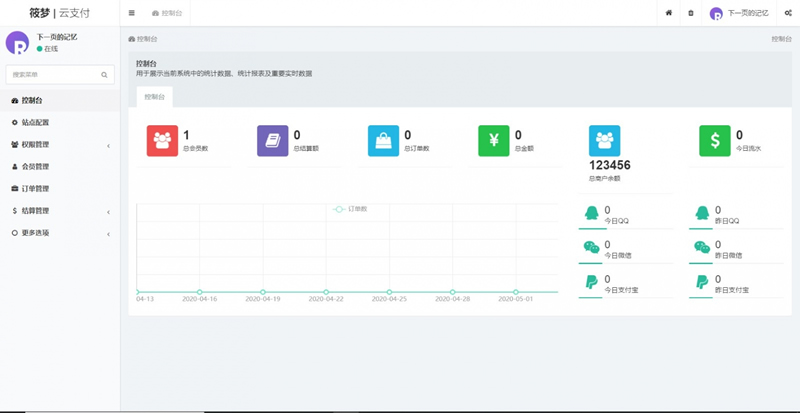 筱梦 | 云支付
控制台
下一页的记忆
下一页的记忆
在线
搜索菜单
控制台
站点配置
权限管理
会员管理
订单管理
结算管理
更多选项
控制台
控制台
控制台
用于展示当前系统中的统计数据、统计报表及重要实时数据
控制台
1
总会员数
0
总结算额
0
总订单数
0
总金额
123456
总商户余额
0
今日流水
订单数
04-13 2020-04-16 2020-04-19 2020-04-22 2020-04-25 2020-04-28 2020-05-01
0
今日QQ
0
昨日QQ
0
今日微信
0
昨日微信
0
今日支付宝
0
昨日支付宝